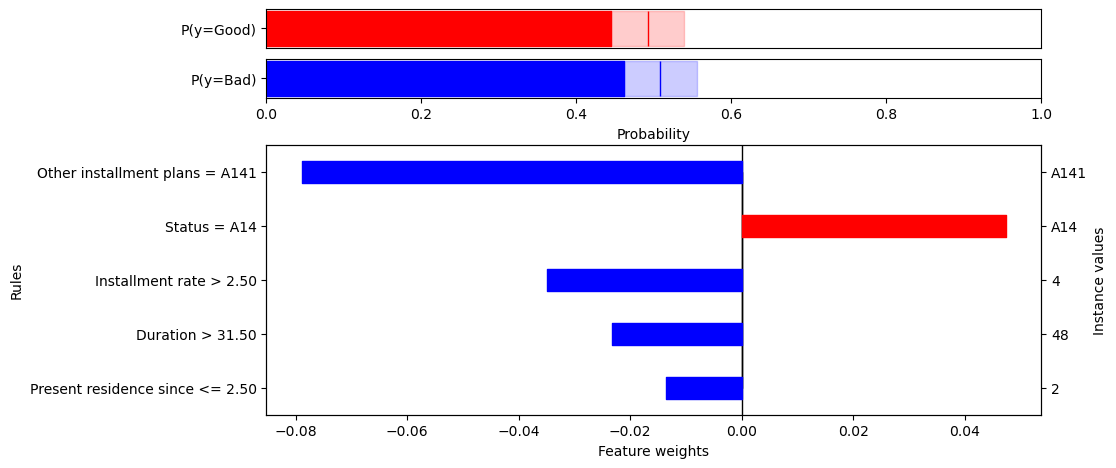 P(y=Good)
P(y=Bad)
0.0 0.2 0.4 0.6 0.8 1.0
Probability
Other installment plans = A141 A141
Status = A14 A14
Installment rate > 2.50 4
Duration > 31.50 48
Present residence since <= 2.50 2
Rules
Instance values
−0.08 −0.06 −0.04 −0.02 0.00 0.02 0.04
Feature weights